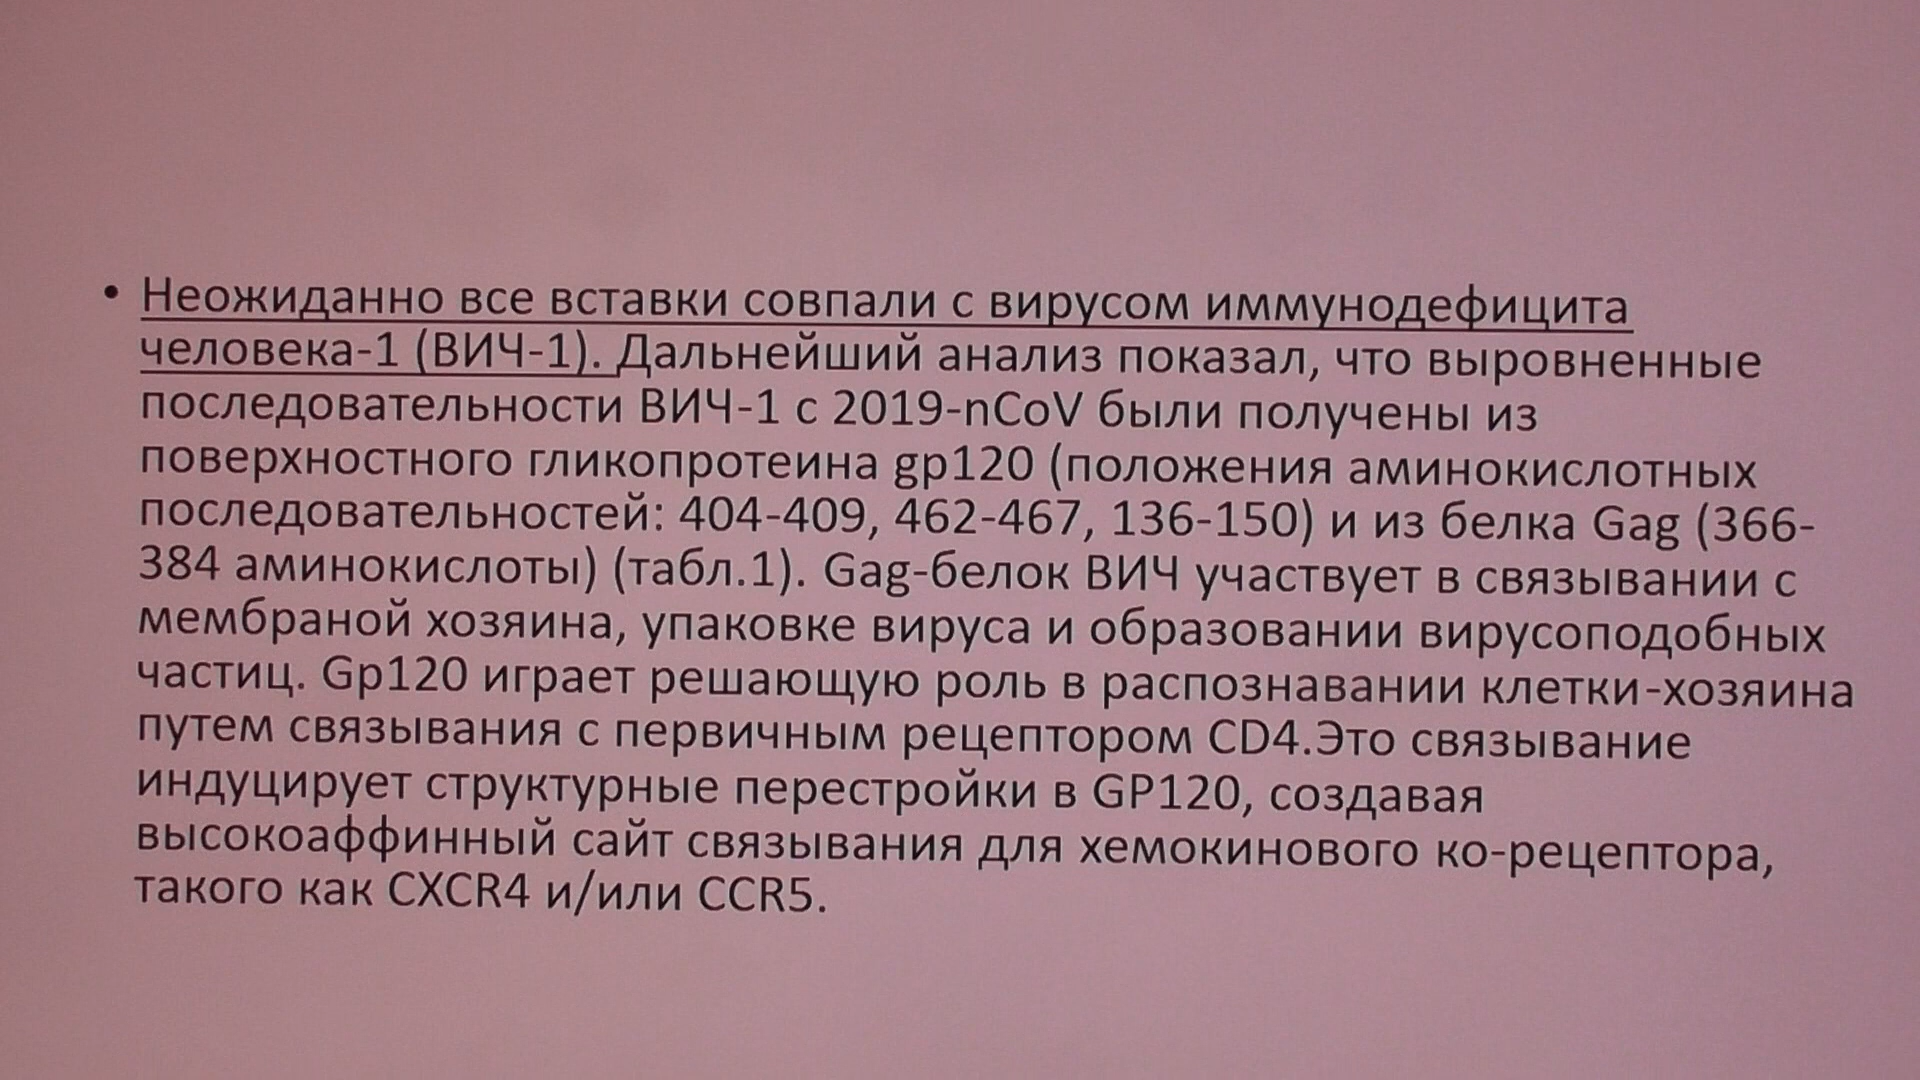 • Неожиданно все вставки совпали с вирусом иммунодефицита
человека-1 (ВИЧ-1). Дальнейший анализ показал, что выровненные
последовательности ВИЧ-1 с 2019-nCoV были получены из
поверхностного гликопротеина gp120 (положения аминокислотных
последовательностей: 404-409, 462-467, 136-150) и из белка Gag (366-
384 аминокислоты) (табл.1). Gag-белок ВИЧ участвует в связывании с
мембраной хозяина, упаковке вируса и образовании вирусоподобных
частиц. Gp120 играет решающую роль в распознавании клетки-хозяина
путем связывания с первичным рецептором CD4.Это связывание
индуцирует структурные перестройки в GP120, создавая
высокоаффинный сайт связывания для хемокинового ко-рецептора,
такого как CXCR4 и/или CCR5.